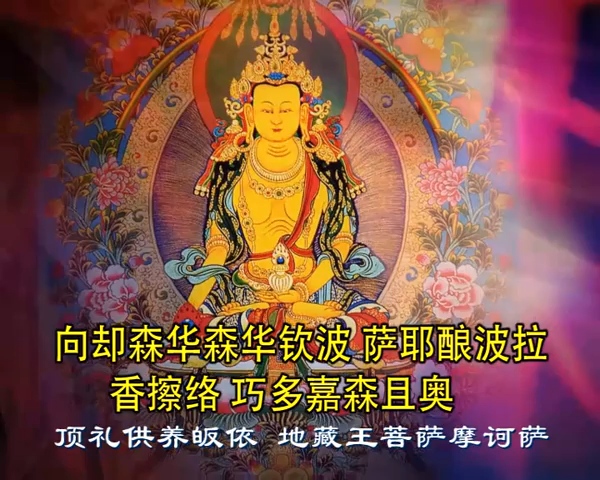 向却森华森华钦波 萨耶酿波拉
香擦络 巧多嘉森且奥
顶礼供养皈依 地藏王菩萨摩诃萨